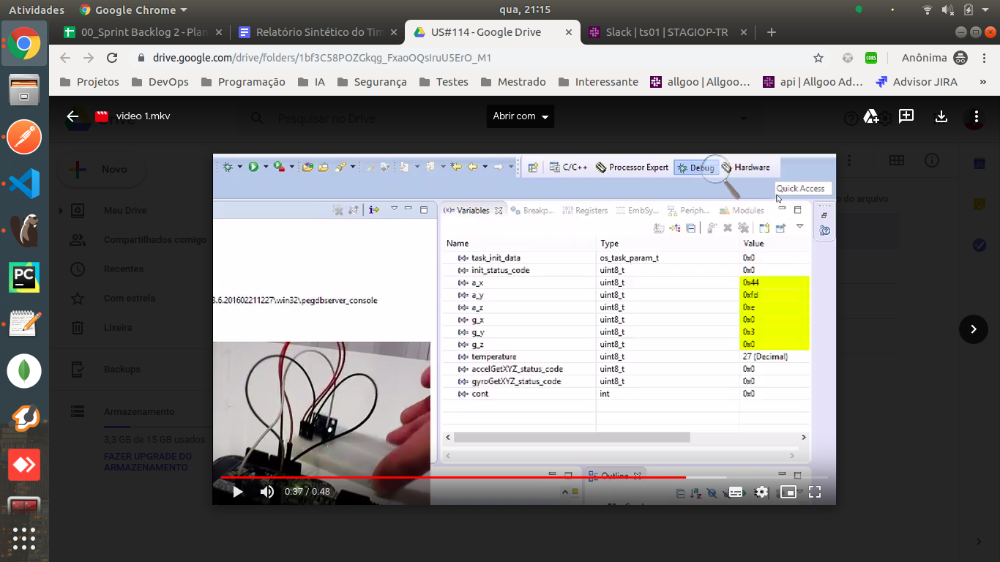 Atividades Google Chrome qua, 21:15
00_Sprint Backlog 2 - Plan Relatório Sintético do Tim US#114 - Google Drive Slack | ts01 | STAGIOP-TR
drive.google.com/drive/folders/1bf3C58POZGkqg_FxaoOQsIruU5ErO_M1 CORS Anônima
Projetos DevOps Programação IA Segurança Testes Mestrado Interessante allgoo | Allgoo... api | Allgoo Ad... Advisor JIRA »
video 1.mkv Abrir com
Drive Pesquisar no Drive
Novo
Meu Drive
Compartilhados comigo
Recentes
Com estrela
Lixeira
Backups
Armazenamento
3,3 GB de 15 GB usados
FAZER UPGRADE DO
ARMAZENAMENTO
do arquivo
C/C++ Processor Expert Debug Hardware
Quick Access
(x)= Variables Breakp... Registers EmbSy... Periph... Modules
Name Type Value
(x)= task_init_data os_task_param_t 0x0
(x)= init_status_code uint8_t 0x0
(x)= a_x uint8_t 0x44
(x)= a_y uint8_t 0xfd
(x)= a_z uint8_t 0xe
(x)= g_x uint8_t 0x0
(x)= g_y uint8_t 0x3
(x)= g_z uint8_t 0x0
(x)= temperature uint8_t 27 (Decimal)
(x)= accelGetXYZ_status_code uint8_t 0x0
(x)= gyroGetXYZ_status_code uint8_t 0x0
(x)= cont int 0x0
3.6.201602211227\win32\pegdbserver_console
Outline
0:37 / 0:48
PC